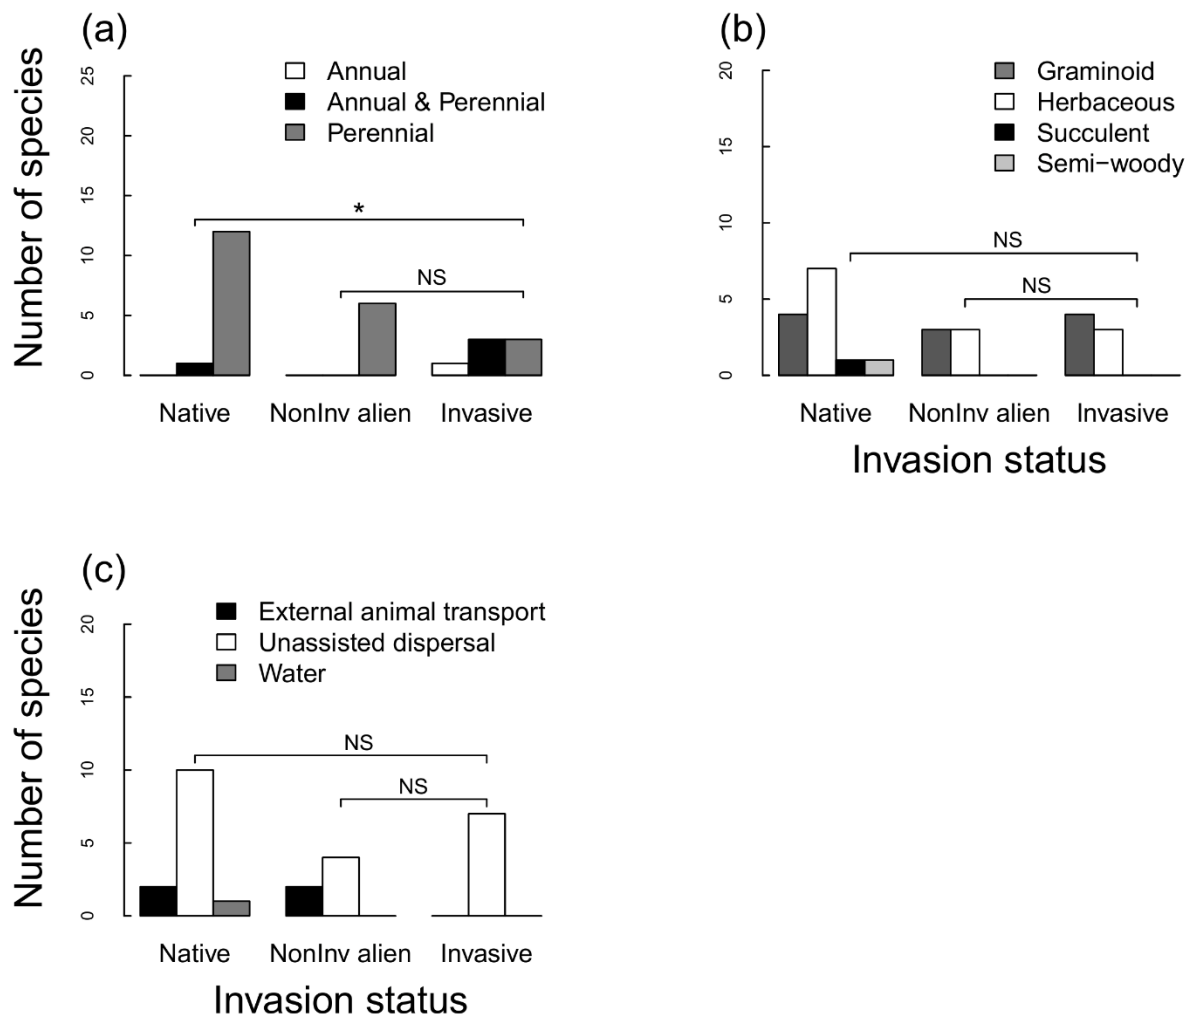 (a)
Number of species
25
20
15
10
5
0
Annual
Annual & Perennial
Perennial
*
NS
Native
NonInv alien
Invasive
(b)
20
15
10
5
0
Graminoid
Herbaceous
Succulent
Semi−woody
NS
NS
Native
NonInv alien
Invasive
Invasion status
(c)
Number of species
20
15
10
5
0
External animal transport
Unassisted dispersal
Water
NS
NS
Native
NonInv alien
Invasive
Invasion status